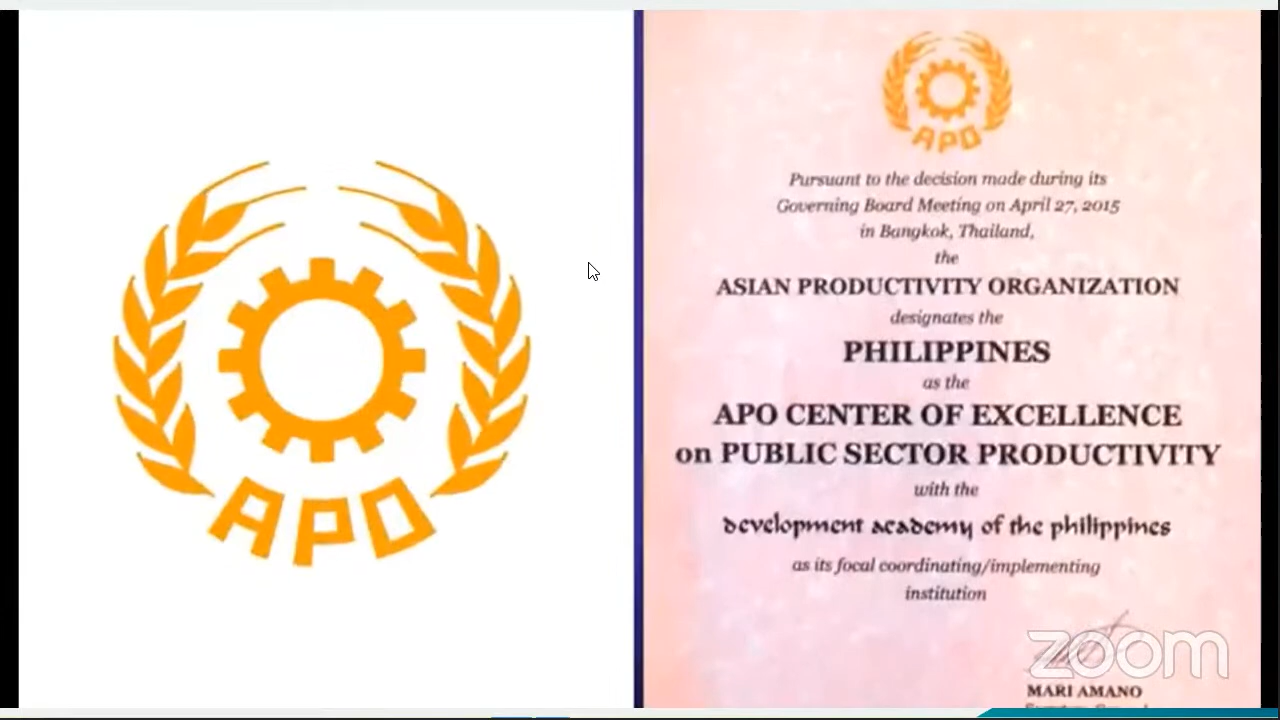 APO
APO
Pursuant to the decision made during its
Governing Board Meeting on April 27, 2015
in Bangkok, Thailand,
the
ASIAN PRODUCTIVITY ORGANIZATION
designates the
PHILIPPINES
as the
APO CENTER OF EXCELLENCE
on PUBLIC SECTOR PRODUCTIVITY
with the
development academy of the philippines
as its focal coordinating/implementing
institution
zoom
MARI AMANO